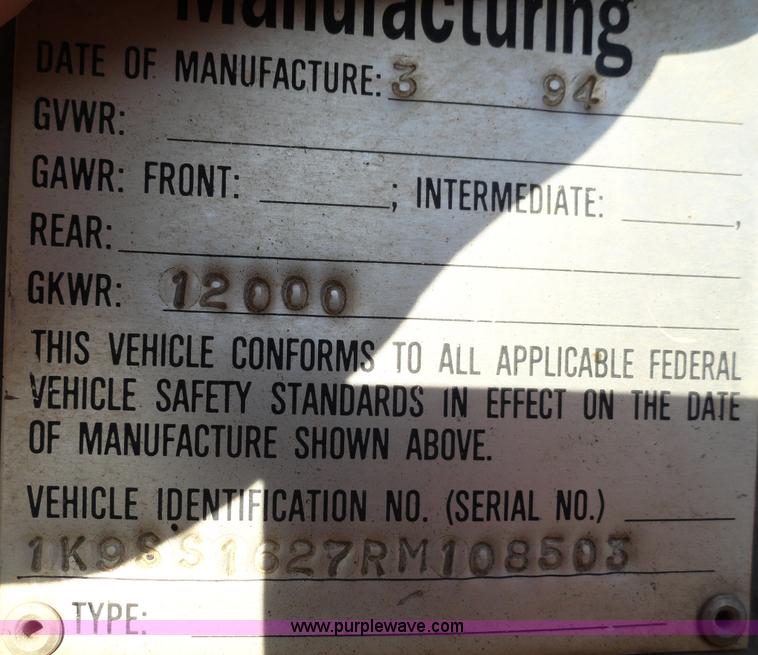 Manufacturing
DATE OF MANUFACTURE: 3 94
GVWR:
GAWR: FRONT: ; INTERMEDIATE: ,
REAR:
GKWR: 12000
THIS VEHICLE CONFORMS TO ALL APPLICABLE FEDERAL
VEHICLE SAFETY STANDARDS IN EFFECT ON THE DATE
OF MANUFACTURE SHOWN ABOVE.
VEHICLE IDENTIFICATION NO. (SERIAL NO.)
1K9SS1627RM108503
TYPE:
www.purplewave.com